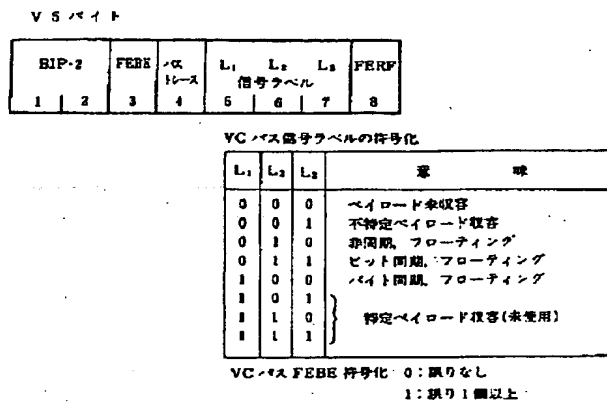 V5バイト
BIP-2 FEBE パス トレース L₁ L₂ L₃ 信号ラベル FERF
1 2 3 4 5 6 7 8
VCパス信号ラベルの符号化
L₁ L₂ L₃ 意 味
0 0 0 ペイロード未収容
0 0 1 不特定ペイロード収容
0 1 0 非同期, フローティング
0 1 1 ビット同期, フローティング
1 0 0 バイト同期, フローティング
1 0 1
1 1 0 特定ペイロード収容(未使用)
1 1 1
VCパス FEBE 符号化 0:誤りなし
1:誤り1個以上